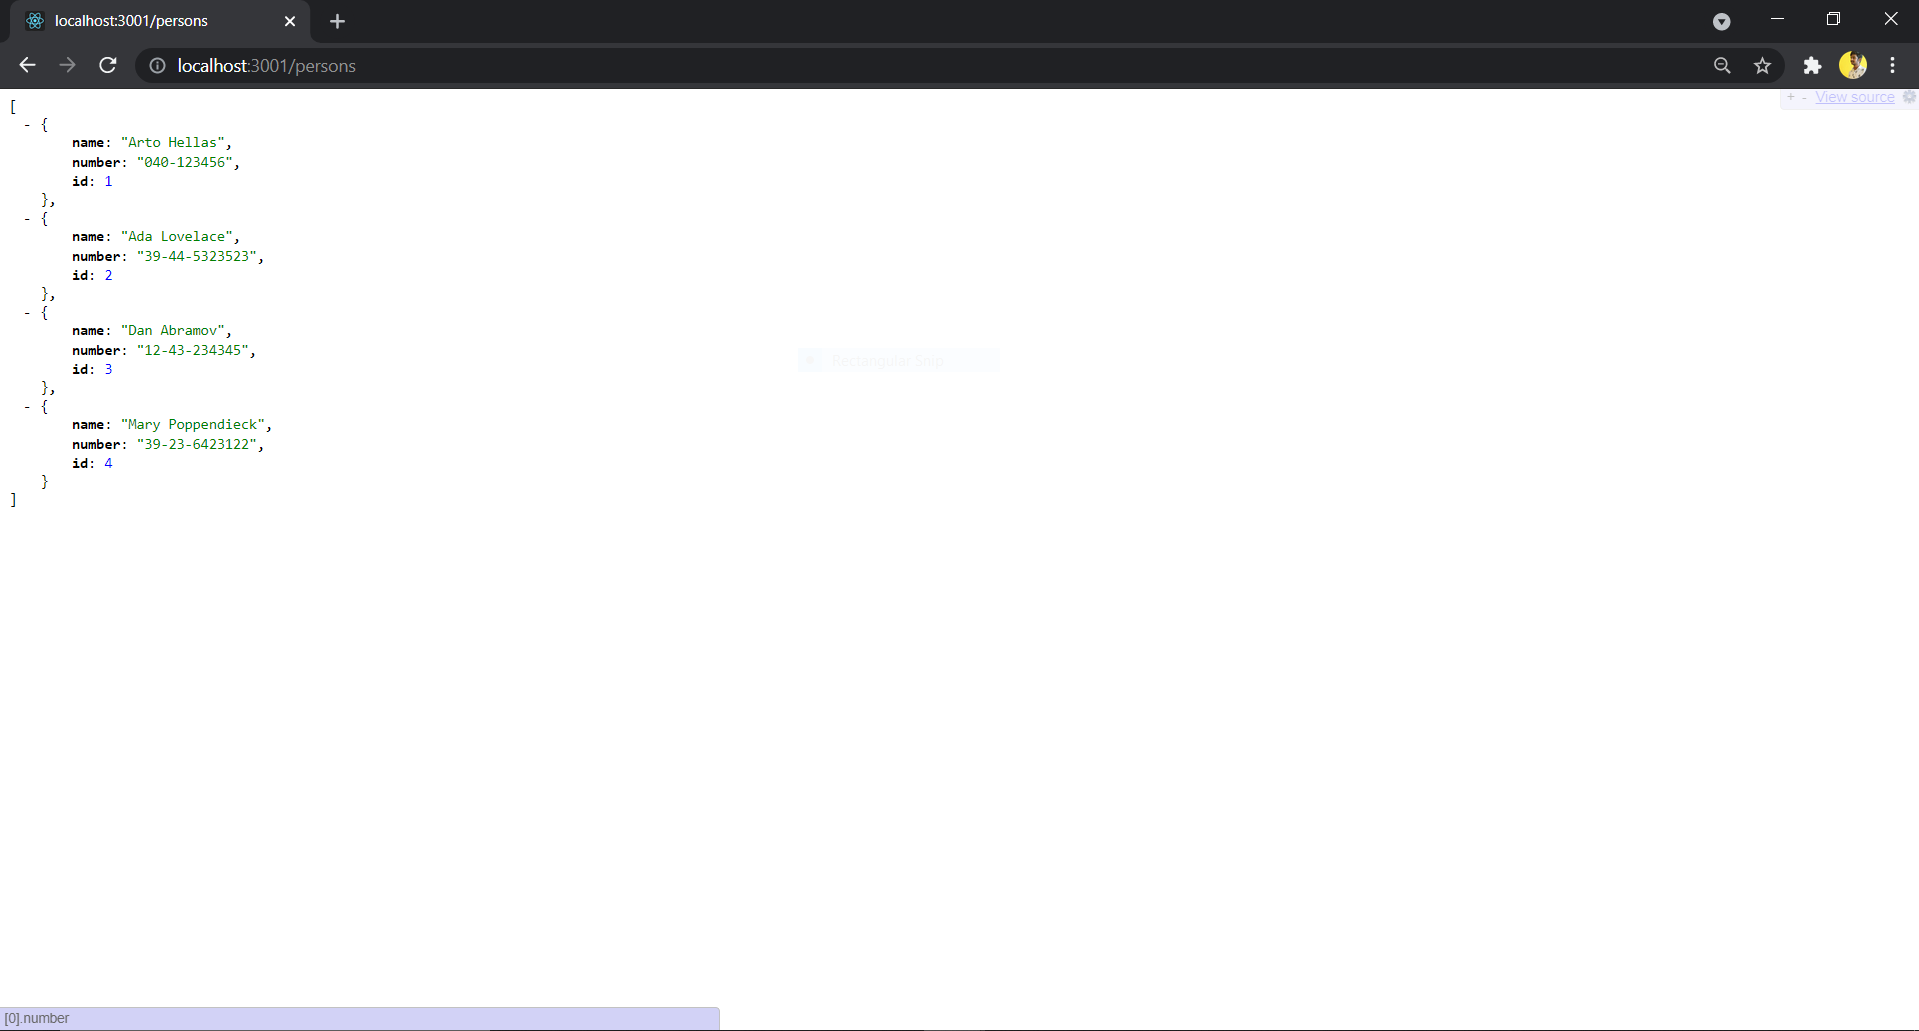 localhost:3001/persons
localhost:3001/persons
+ - View source
[
- {
name: "Arto Hellas",
number: "040-123456",
id: 1
},
- {
name: "Ada Lovelace",
number: "39-44-5323523",
id: 2
},
- {
name: "Dan Abramov",
number: "12-43-234345",
id: 3
},
- {
name: "Mary Poppendieck",
number: "39-23-6423122",
id: 4
}
]
Rectangular Snip
[0].number